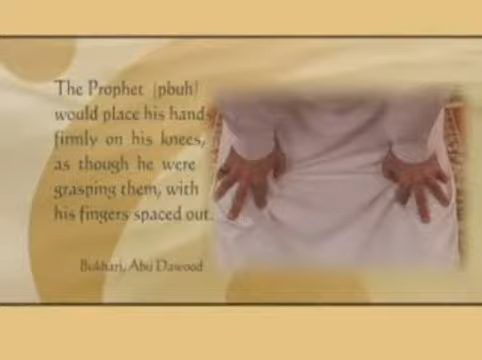 The Prophet (pbuh)
would place his hands
firmly on his knees,
as though he were
grasping them, with
his fingers spaced out.
Bukhari, Abu Dawood